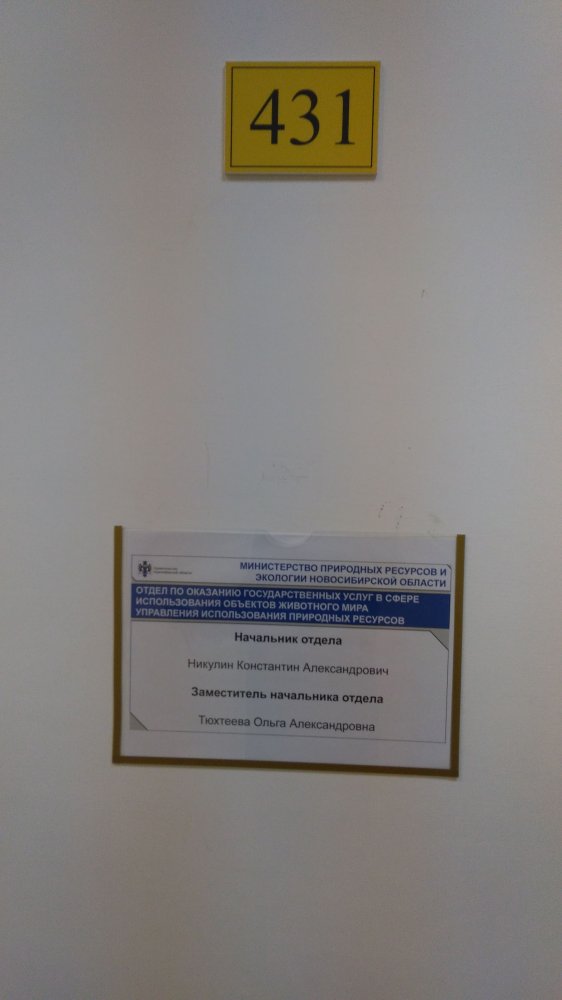 431
МИНИСТЕРСТВО ПРИРОДНЫХ РЕСУРСОВ И
ЭКОЛОГИИ НОВОСИБИРСКОЙ ОБЛАСТИ
ОТДЕЛ ПО ОКАЗАНИЮ ГОСУДАРСТВЕННЫХ УСЛУГ В СФЕРЕ
ИСПОЛЬЗОВАНИЯ ОБЪЕКТОВ ЖИВОТНОГО МИРА
УПРАВЛЕНИЯ ИСПОЛЬЗОВАНИЯ ПРИРОДНЫХ РЕСУРСОВ
Начальник отдела
Никулин Константин Александрович
Заместитель начальника отдела
Тюхтеева Ольга Александровна